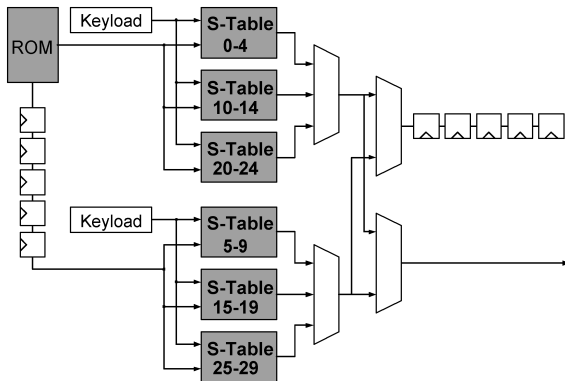 Keyload
ROM
S-Table
0-4
S-Table
10-14
S-Table
20-24
Keyload
S-Table
5-9
S-Table
15-19
S-Table
25-29